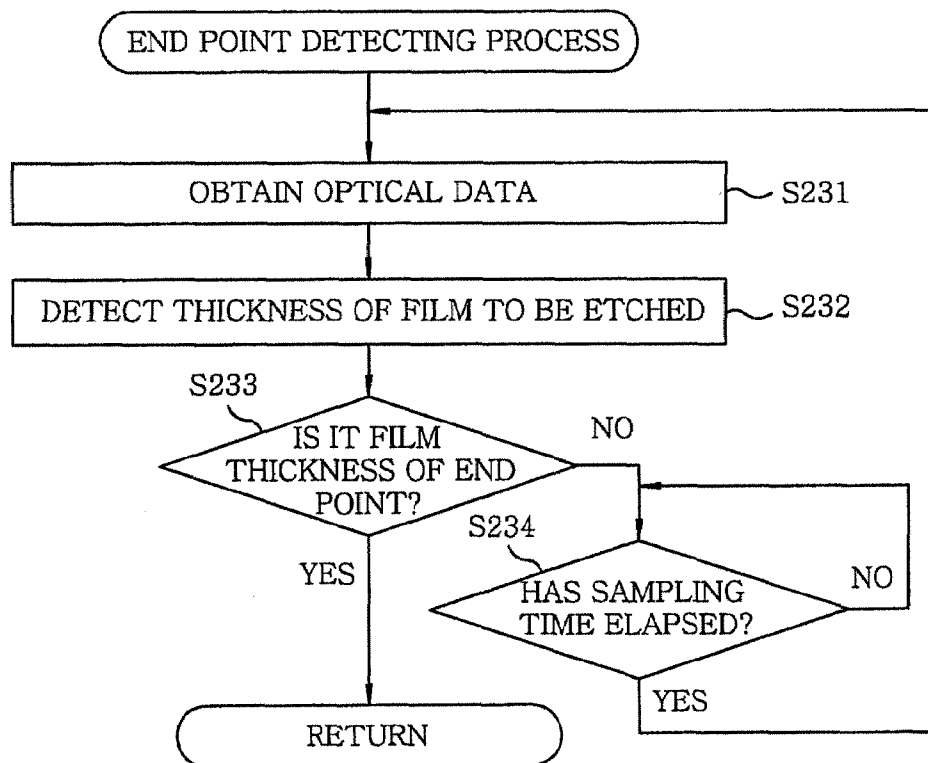 END POINT DETECTING PROCESS
OBTAIN OPTICAL DATA
S231
DETECT THICKNESS OF FILM TO BE ETCHED
S232
S233
IS IT FILM
THICKNESS OF END
POINT?
NO
S234
YES
HAS SAMPLING
TIME ELAPSED?
NO
YES
RETURN